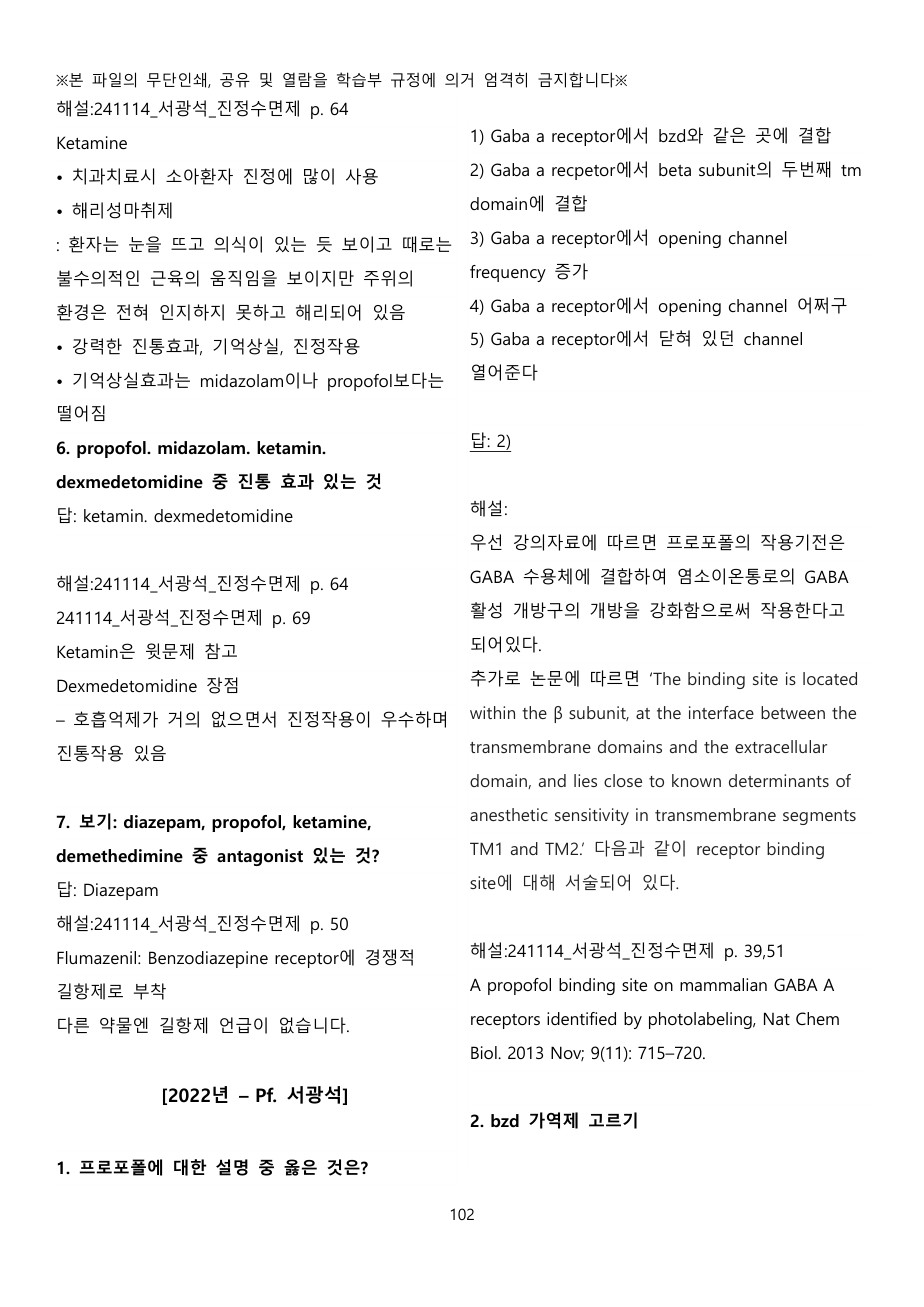 ※본 파일의 무단인쇄, 공유 및 열람을 학습부 규정에 의거 엄격히 금지합니다※
해설:241114_서광석_진정수면제 p. 64
Ketamine
• 치과치료시 소아환자 진정에 많이 사용
• 해리성마취제
: 환자는 눈을 뜨고 의식이 있는 듯 보이고 때로는
불수의적인 근육의 움직임을 보이지만 주위의
환경은 전혀 인지하지 못하고 해리되어 있음
• 강력한 진통효과, 기억상실, 진정작용
• 기억상실효과는 midazolam이나 propofol보다는
떨어짐
6. propofol. midazolam. ketamin.
dexmedetomidine 중 진통 효과 있는 것
답: ketamin. dexmedetomidine
해설:241114_서광석_진정수면제 p. 64
241114_서광석_진정수면제 p. 69
Ketamin은 윗문제 참고
Dexmedetomidine 장점
– 호흡억제가 거의 없으면서 진정작용이 우수하며
진통작용 있음
7. 보기: diazepam, propofol, ketamine,
demethedimine 중 antagonist 있는 것?
답: Diazepam
해설:241114_서광석_진정수면제 p. 50
Flumazenil: Benzodiazepine receptor에 경쟁적
길항제로 부착
다른 약물엔 길항제 언급이 없습니다.
[2022년 – Pf. 서광석]
1. 프로포폴에 대한 설명 중 옳은 것은?
1) Gaba a receptor에서 bzd와 같은 곳에 결합
2) Gaba a recpetor에서 beta subunit의 두번째 tm
domain에 결합
3) Gaba a receptor에서 opening channel
frequency 증가
4) Gaba a receptor에서 opening channel 어쩌구
5) Gaba a receptor에서 닫혀 있던 channel
열어준다
답: 2)
해설:
우선 강의자료에 따르면 프로포폴의 작용기전은
GABA 수용체에 결합하여 염소이온통로의 GABA
활성 개방구의 개방을 강화함으로써 작용한다고
되어있다.
추가로 논문에 따르면 ‘The binding site is located
within the β subunit, at the interface between the
transmembrane domains and the extracellular
domain, and lies close to known determinants of
anesthetic sensitivity in transmembrane segments
TM1 and TM2.’ 다음과 같이 receptor binding
site에 대해 서술되어 있다.
해설:241114_서광석_진정수면제 p. 39,51
A propofol binding site on mammalian GABA A
receptors identified by photolabeling, Nat Chem
Biol. 2013 Nov; 9(11): 715–720.
2. bzd 가역제 고르기
102